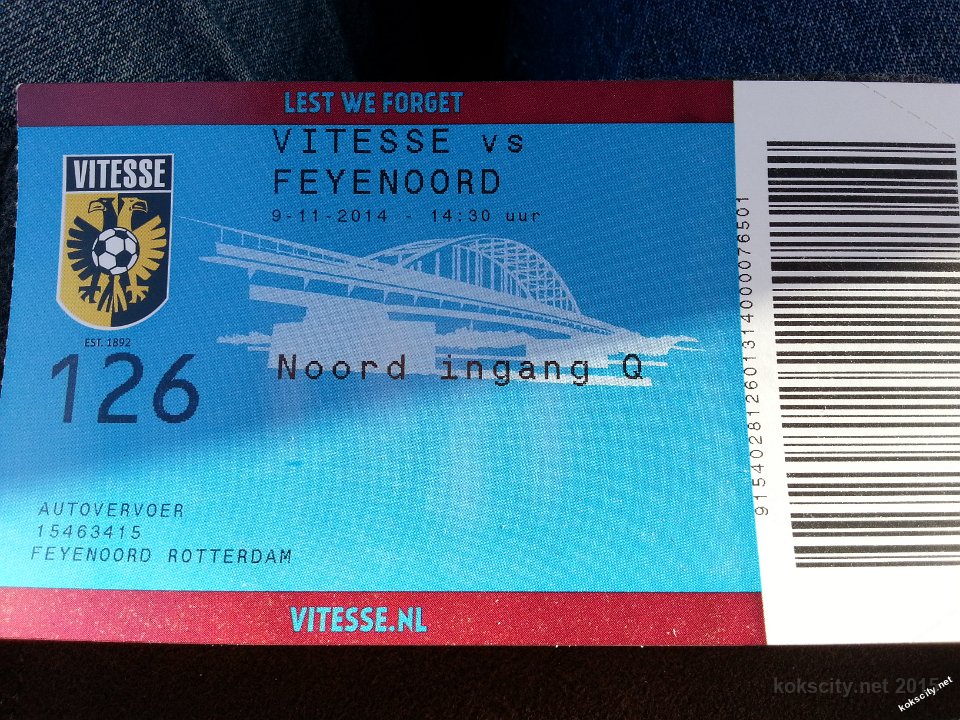 LEST WE FORGET
VITESSE vs
FEYENOORD
9-11-2014 - 14:30 uur
VITESSE
EST. 1892
126
Noord ingang Q
AUTOVERVOER
15463415
FEYENOORD ROTTERDAM
VITESSE.NL
915402812601314000076501
kokscity.net 2015
kokscity.net